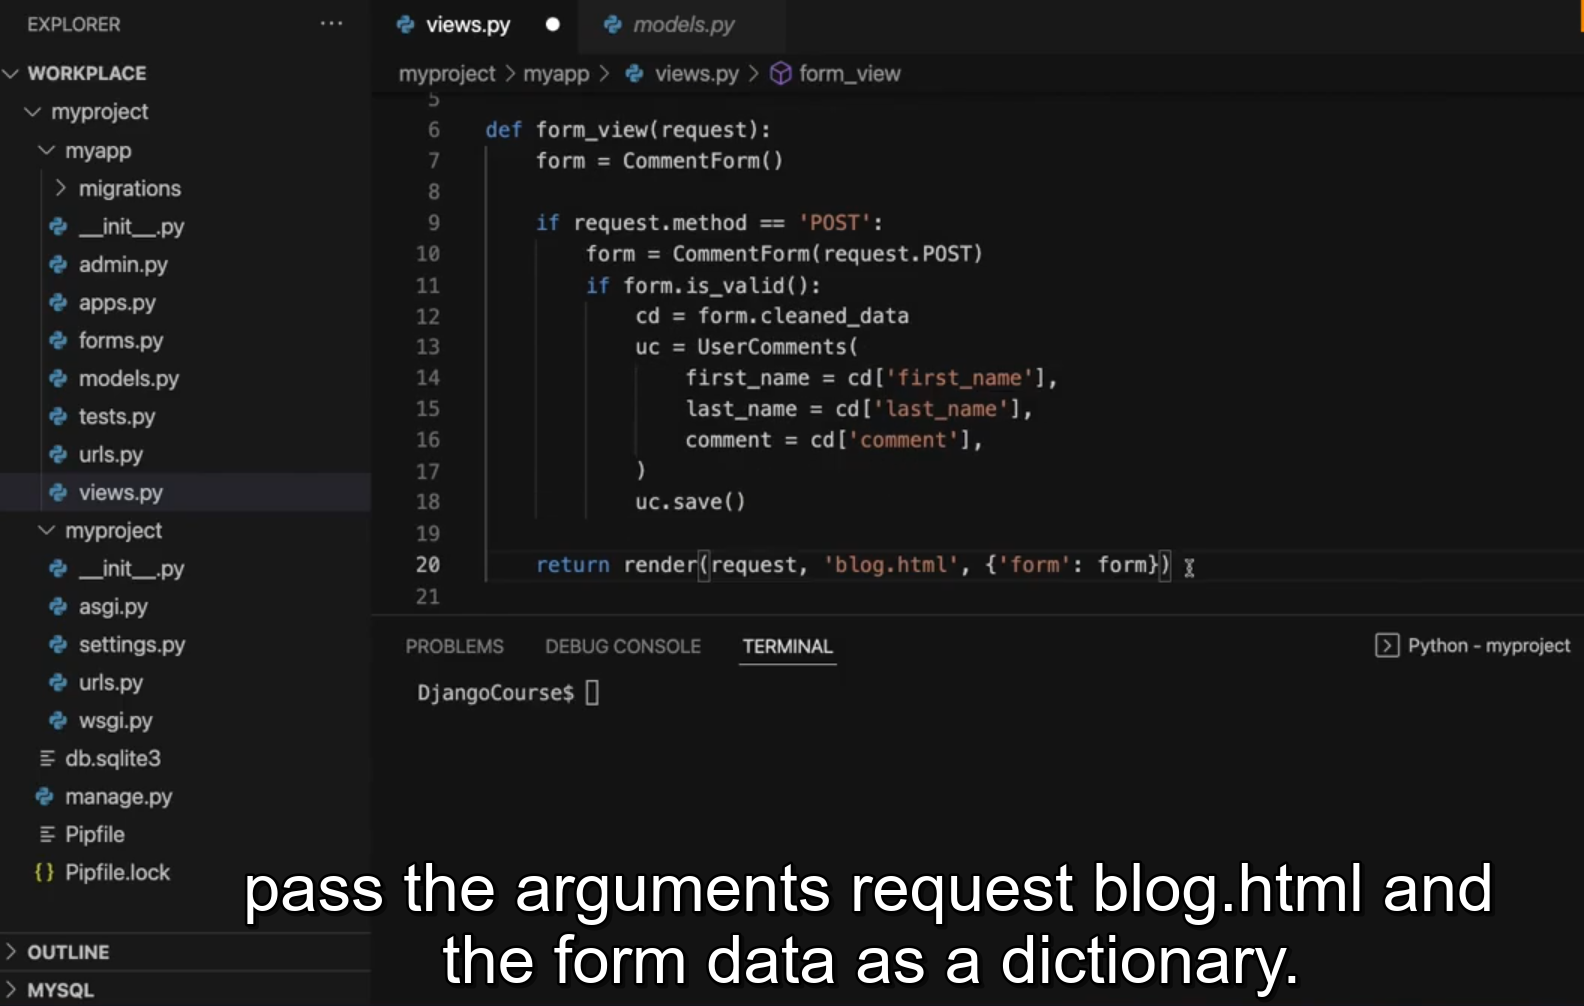 EXPLORER
WORKPLACE
myproject
myapp
migrations
__init__.py
admin.py
apps.py
forms.py
models.py
tests.py
urls.py
views.py
myproject
__init__.py
asgi.py
settings.py
urls.py
wsgi.py
db.sqlite3
manage.py
Pipfile
Pipfile.lock
OUTLINE
MYSQL
views.py models.py
myproject > myapp > views.py > form_view
5
6 def form_view(request):
7     form = CommentForm()
8
9     if request.method == 'POST':
10         form = CommentForm(request.POST)
11         if form.is_valid():
12             cd = form.cleaned_data
13             uc = UserComments(
14                 first_name = cd['first_name'],
15                 last_name = cd['last_name'],
16                 comment = cd['comment'],
17             )
18             uc.save()
19
20     return render(request, 'blog.html', {'form': form})
21
PROBLEMS DEBUG CONSOLE TERMINAL Python - myproject
DjangoCourse$
pass the arguments request blog.html and
the form data as a dictionary.